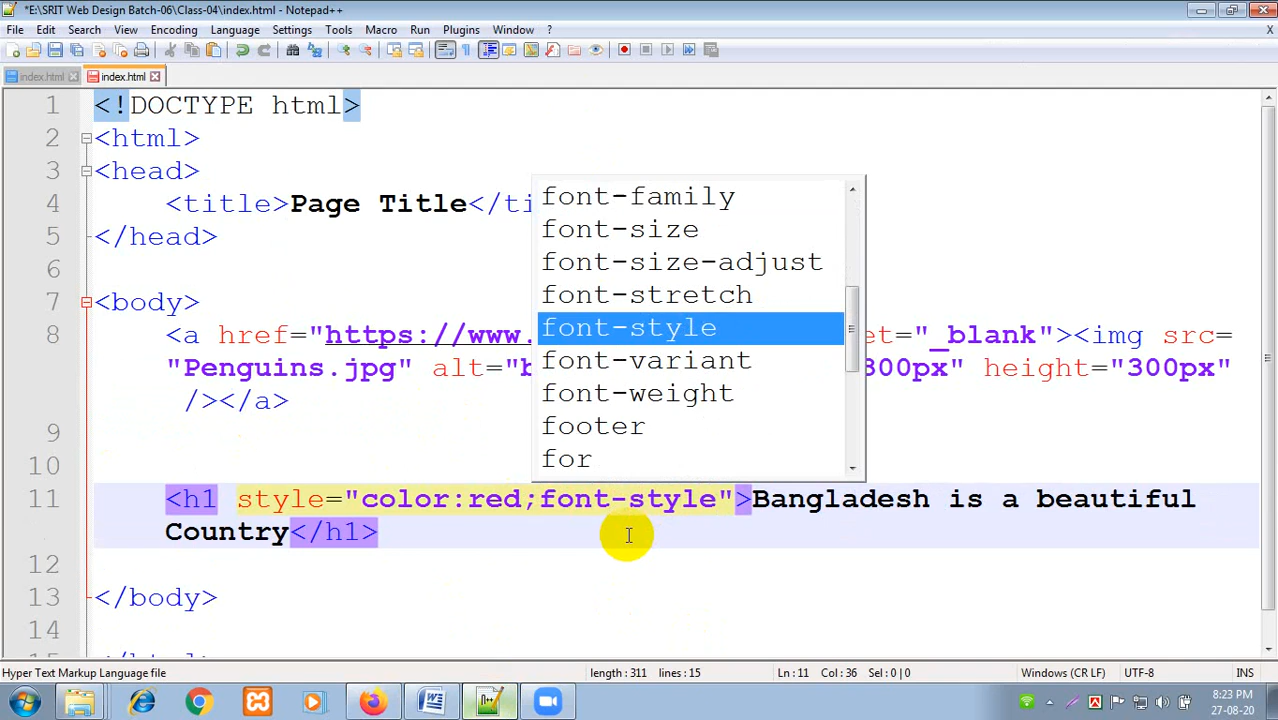 *E:\SRIT Web Design Batch-06\Class-04\index.html - Notepad++
File Edit Search View Encoding Language Settings Tools Macro Run Plugins Window ? X
index.html index.html
1 <!DOCTYPE html>
2 <html>
3 <head>
4 <title>Page Title</ti
5 </head>
6
7 <body>
8 <a href="https://www. et="_blank"><img src=
"Penguins.jpg" alt="b 300px" height="300px"
/></a>
9
10
11 <h1 style="color:red;font-style">Bangladesh is a beautiful
Country</h1>
12
13 </body>
14
font-family
font-size
font-size-adjust
font-stretch
font-style
font-variant
font-weight
footer
for
Hyper Text Markup Language file length : 311 lines : 15 Ln : 11 Col : 36 Sel : 0 | 0 Windows (CR LF) UTF-8 INS
8:23 PM
27-08-20